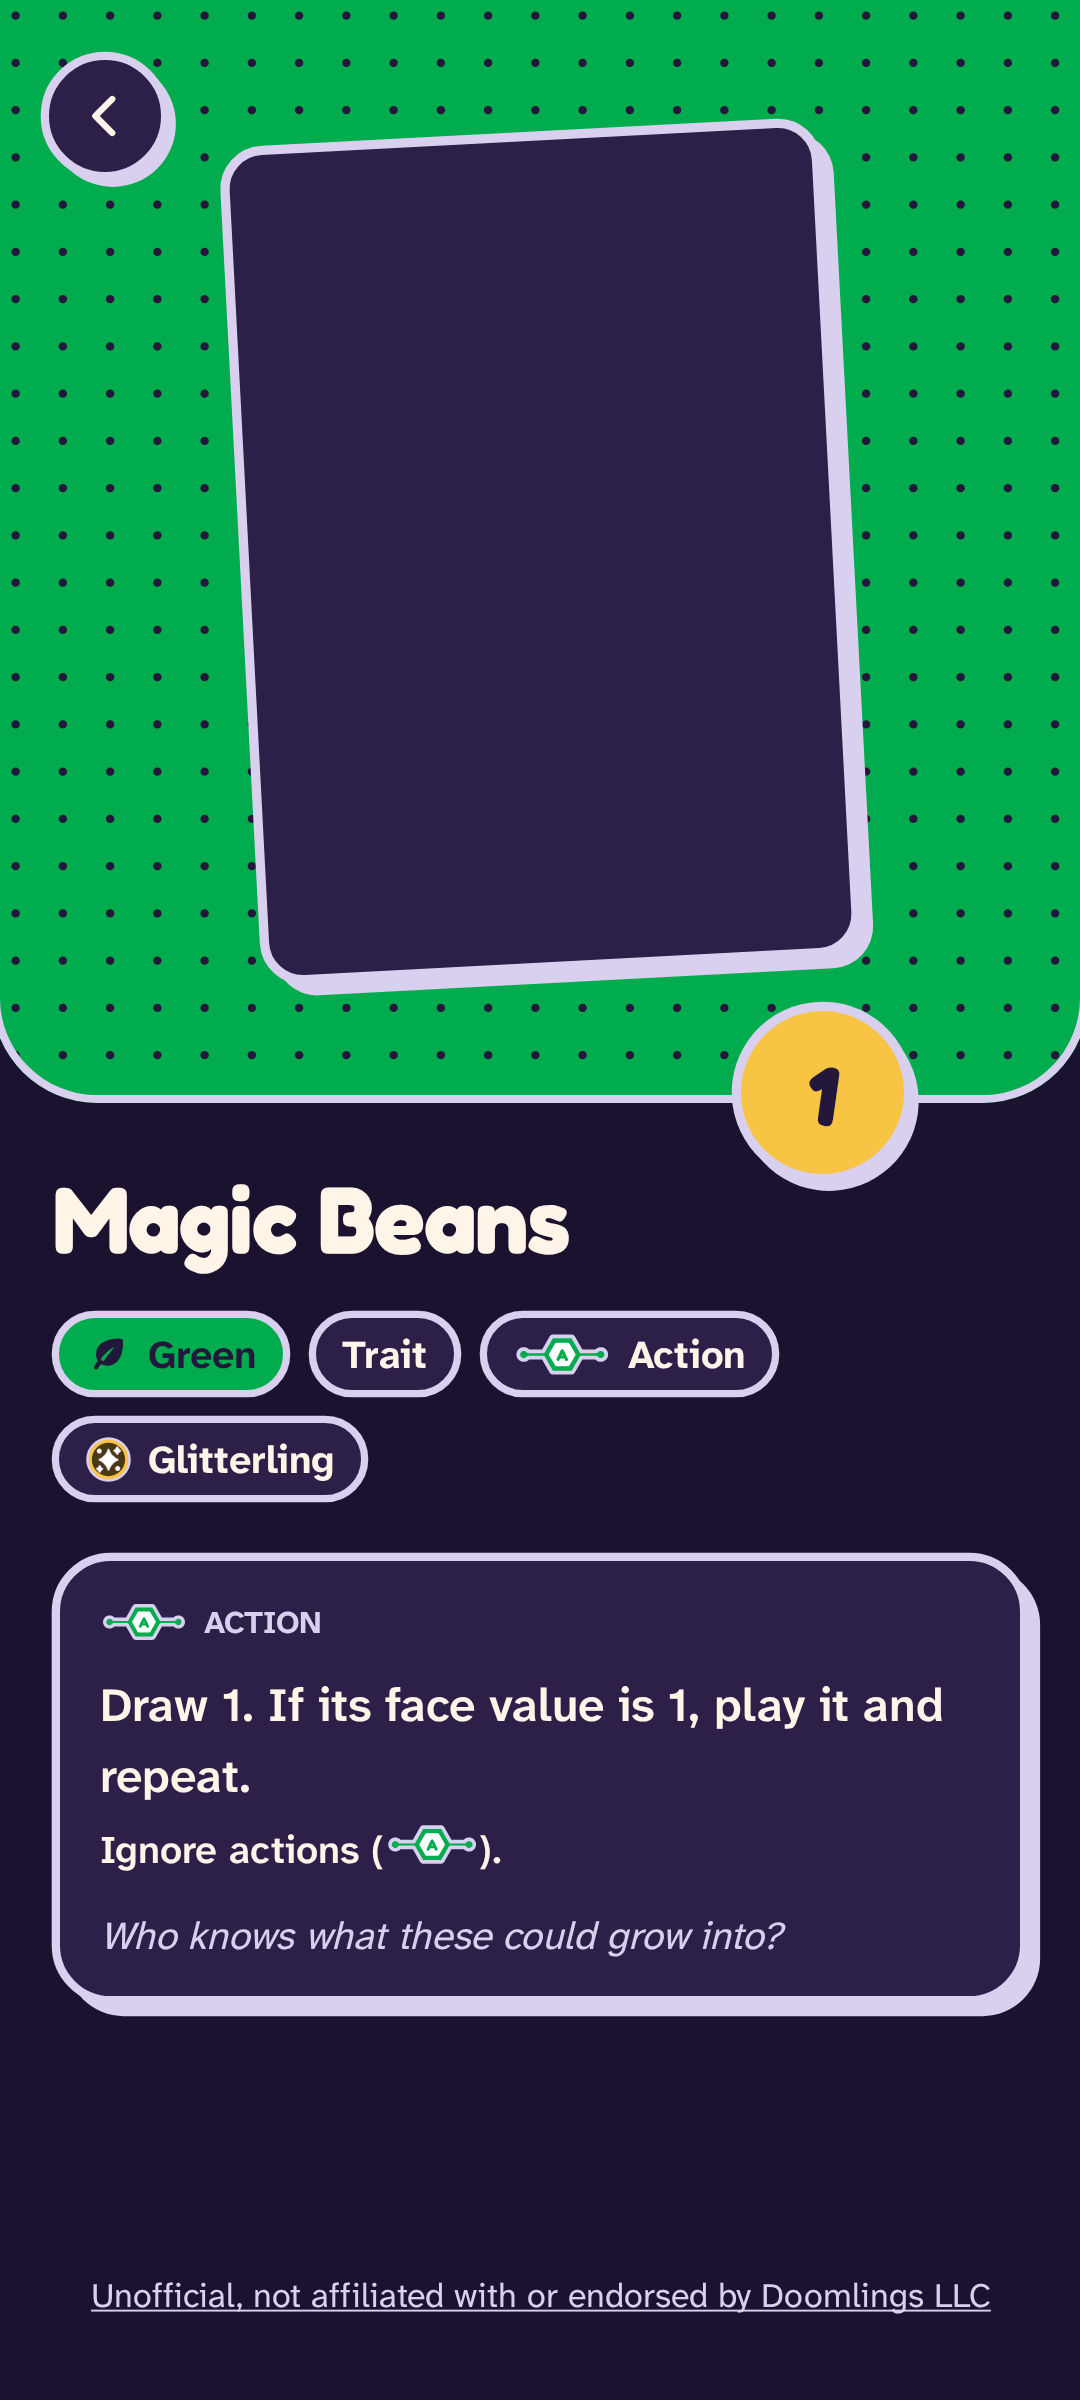 1
Magic Beans
Green
Trait
A Action
Glitterling
A ACTION
Draw 1. If its face value is 1, play it and
repeat.
Ignore actions (A).
Who knows what these could grow into?
Unofficial, not affiliated with or endorsed by Doomlings LLC